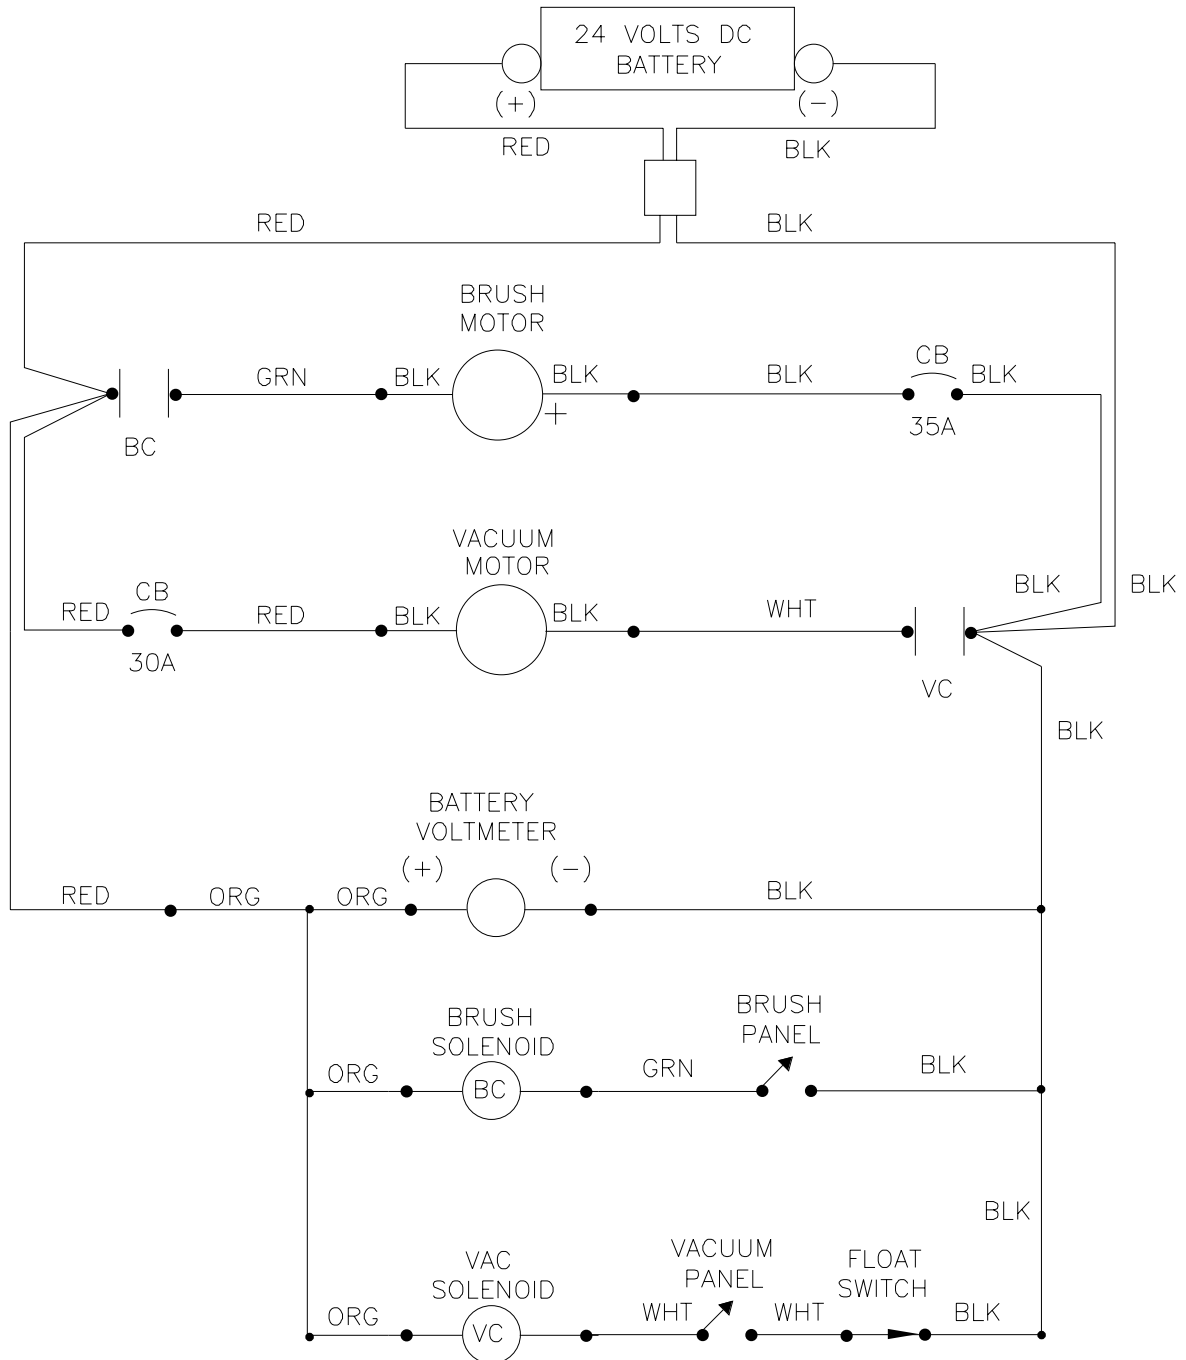 24 VOLTS DC
BATTERY
(+)
(-)
RED
BLK
RED
BLK
BRUSH
MOTOR
CB
GRN
BLK
BLK
BLK
BLK
+
35A
BC
VACUUM
MOTOR
CB
BLK
BLK
RED
RED
BLK
BLK
WHT
30A
VC
BLK
BATTERY
VOLTMETER
(+)
(-)
RED
ORG
ORG
BLK
BRUSH
SOLENOID
BRUSH
PANEL
ORG
BC
GRN
BLK
BLK
VAC
SOLENOID
VACUUM
PANEL
FLOAT
SWITCH
ORG
VC
WHT
WHT
BLK